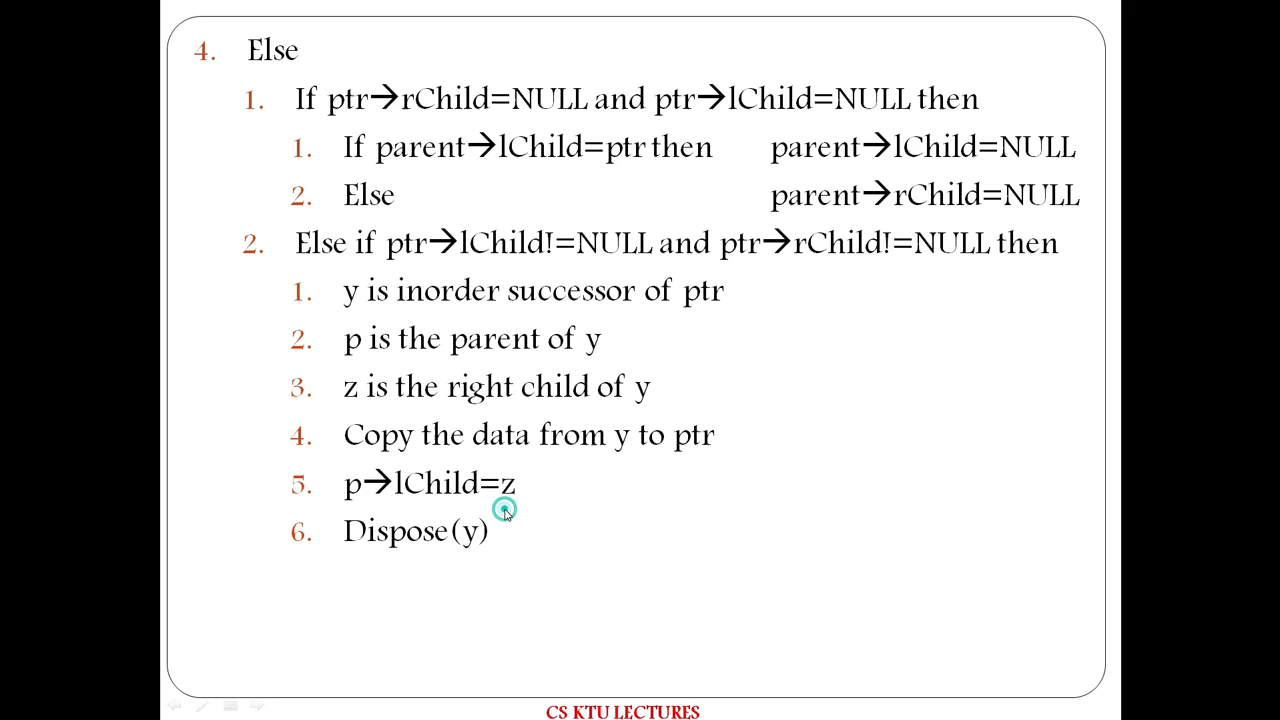 4. Else
1. If ptr→rChild=NULL and ptr→lChild=NULL then
1. If parent→lChild=ptr then parent→lChild=NULL
2. Else parent→rChild=NULL
2. Else if ptr→lChild!=NULL and ptr→rChild!=NULL then
1. y is inorder successor of ptr
2. p is the parent of y
3. z is the right child of y
4. Copy the data from y to ptr
5. p→lChild=z
6. Dispose(y)
CS KTU LECTURES